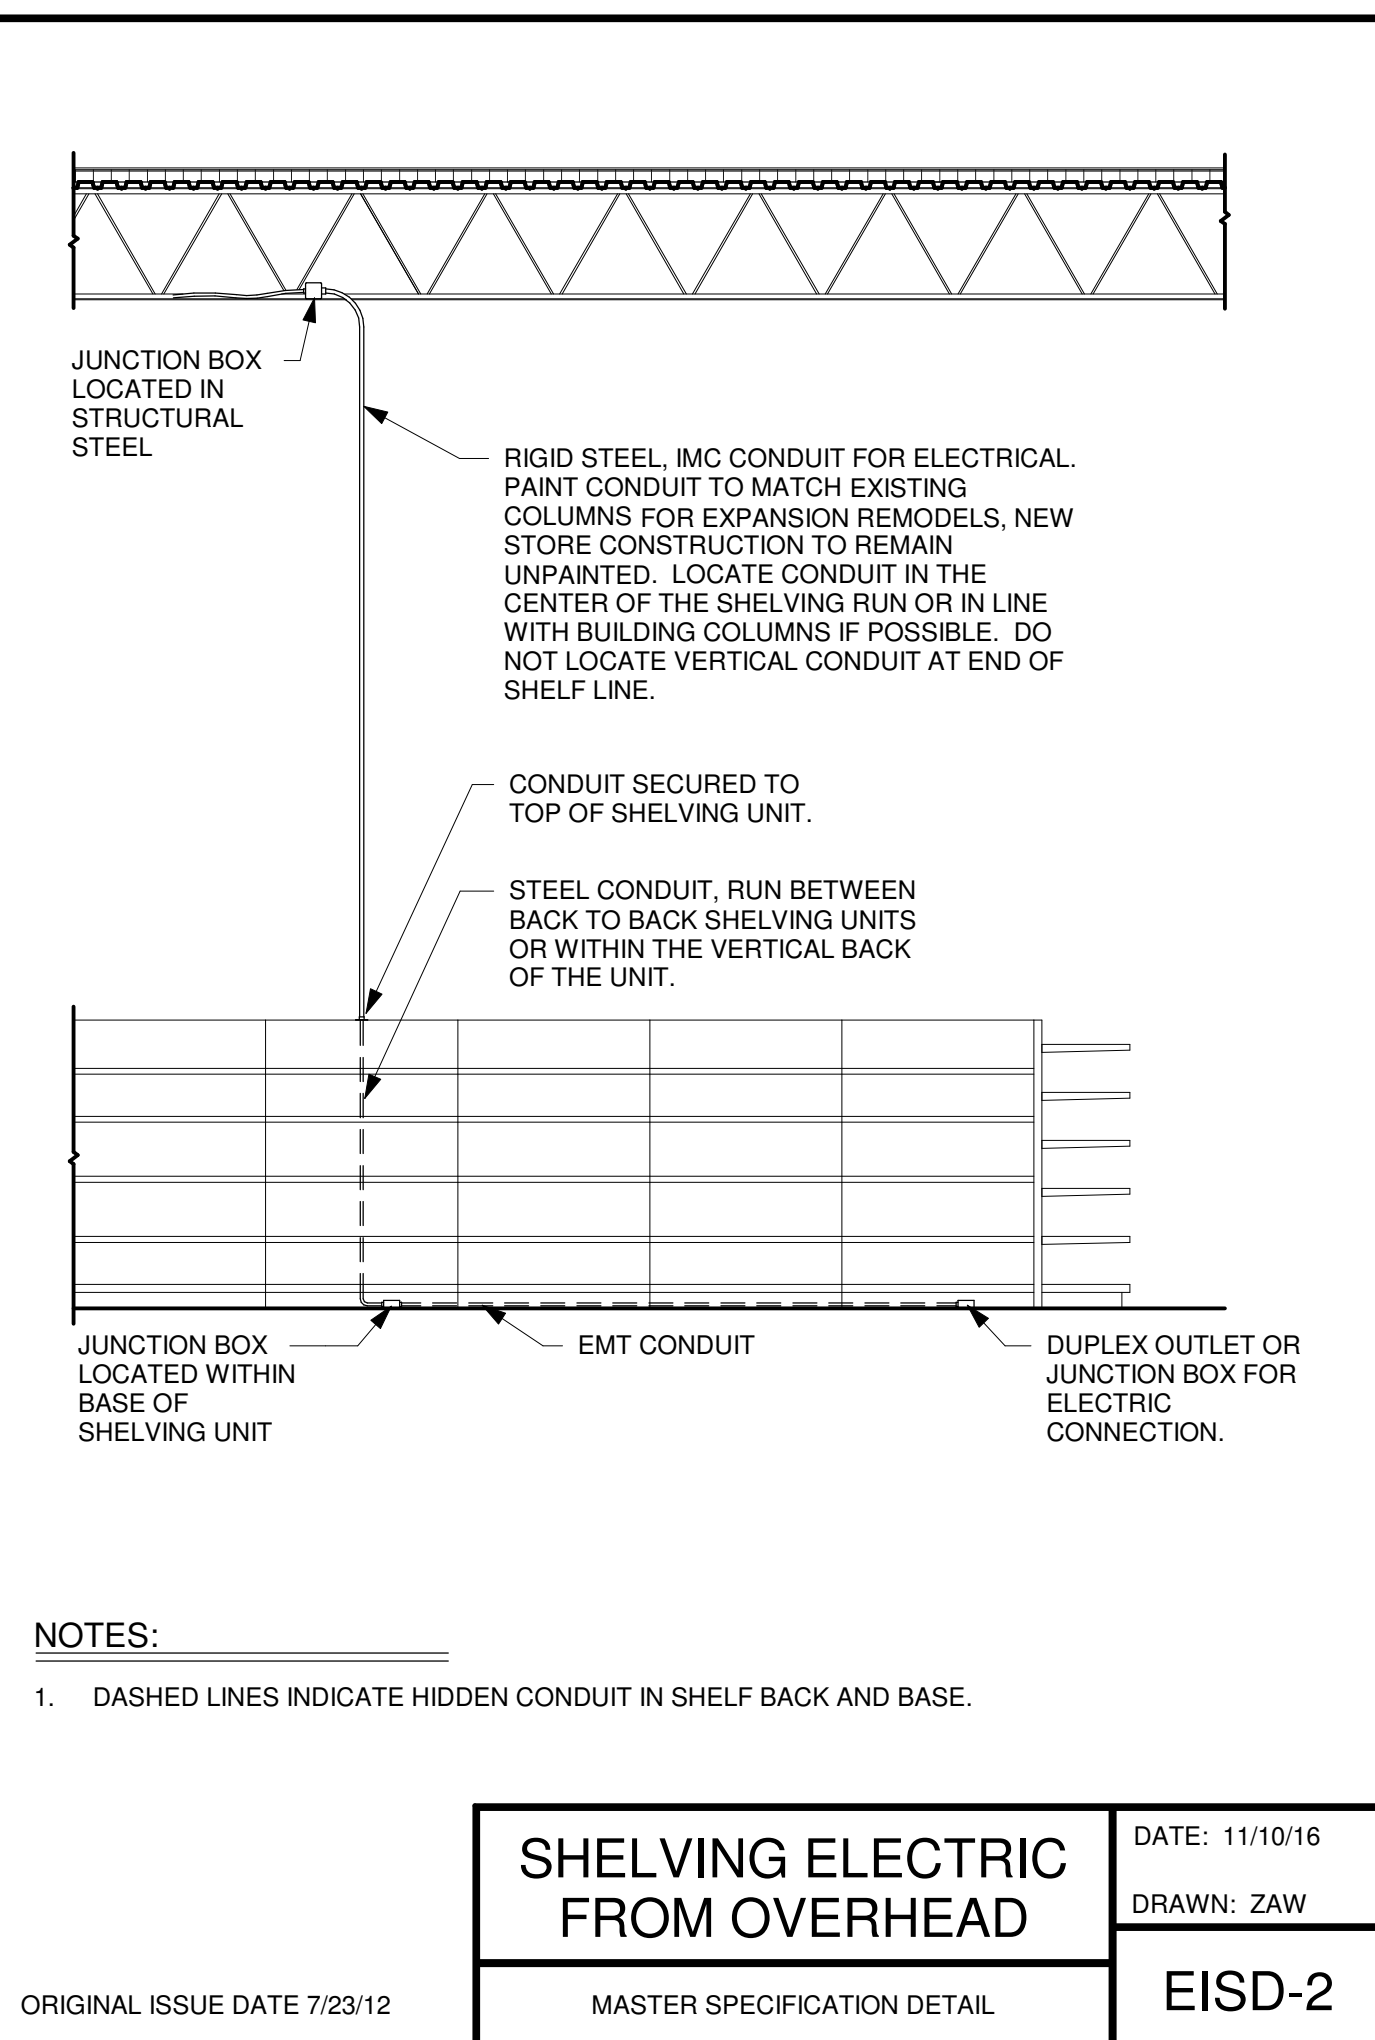 JUNCTION BOX
LOCATED IN
STRUCTURAL
STEEL
RIGID STEEL, IMC CONDUIT FOR ELECTRICAL.
PAINT CONDUIT TO MATCH EXISTING
COLUMNS FOR EXPANSION REMODELS, NEW
STORE CONSTRUCTION TO REMAIN
UNPAINTED. LOCATE CONDUIT IN THE
CENTER OF THE SHELVING RUN OR IN LINE
WITH BUILDING COLUMNS IF POSSIBLE. DO
NOT LOCATE VERTICAL CONDUIT AT END OF
SHELF LINE.
CONDUIT SECURED TO
TOP OF SHELVING UNIT.
STEEL CONDUIT, RUN BETWEEN
BACK TO BACK SHELVING UNITS
OR WITHIN THE VERTICAL BACK
OF THE UNIT.
JUNCTION BOX
LOCATED WITHIN
BASE OF
SHELVING UNIT
EMT CONDUIT
DUPLEX OUTLET OR
JUNCTION BOX FOR
ELECTRIC
CONNECTION.
NOTES:
1. DASHED LINES INDICATE HIDDEN CONDUIT IN SHELF BACK AND BASE.
SHELVING ELECTRIC
FROM OVERHEAD
DATE: 11/10/16
DRAWN: ZAW
ORIGINAL ISSUE DATE 7/23/12
MASTER SPECIFICATION DETAIL
EISD-2